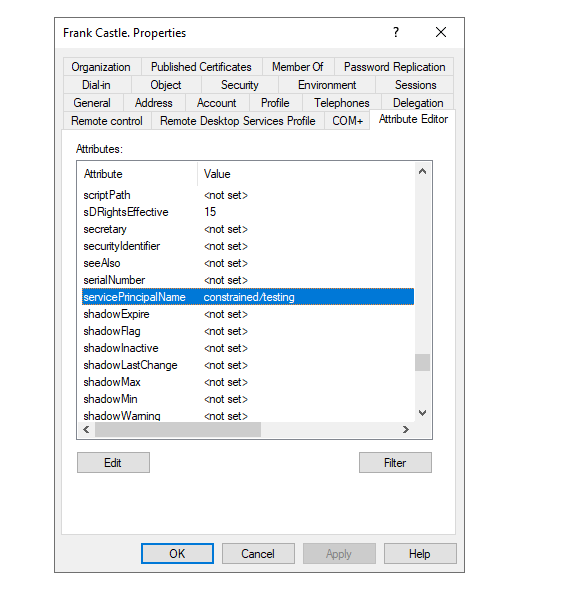 Frank Castle. Properties ? ×
Organization Published Certificates Member Of Password Replication
Dial-in Object Security Environment Sessions
General Address Account Profile Telephones Delegation
Remote control Remote Desktop Services Profile COM+ Attribute Editor
Attributes:
Attribute Value
scriptPath <not set>
sDRightsEffective 15
secretary <not set>
securityIdentifier <not set>
seeAlso <not set>
serialNumber <not set>
servicePrincipalName constrained/testing
shadowExpire <not set>
shadowFlag <not set>
shadowInactive <not set>
shadowLastChange <not set>
shadowMax <not set>
shadowMin <not set>
shadowWarning <not set>
Edit Filter
OK Cancel Apply Help